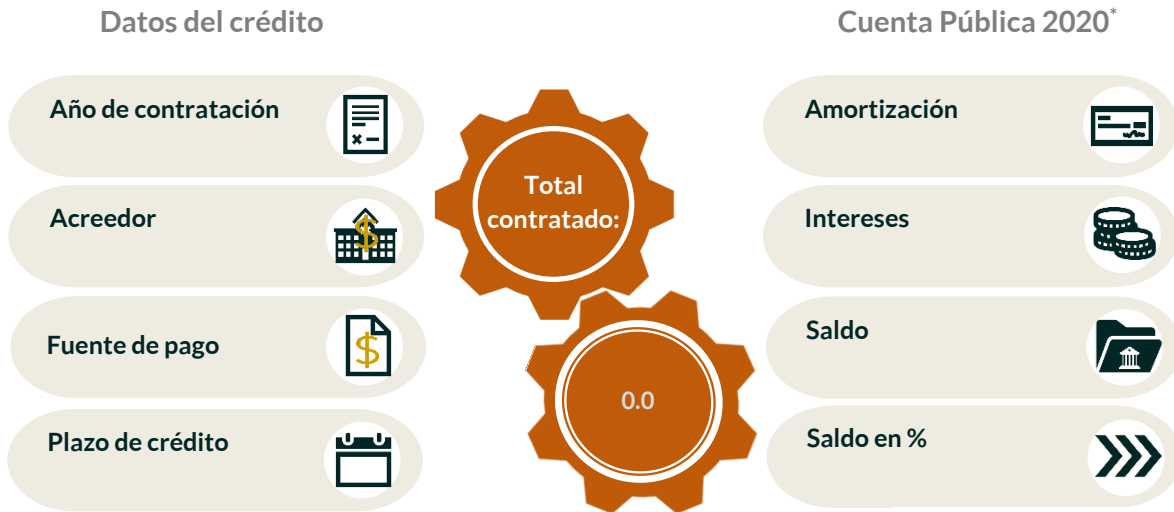 Datos del crédito
Año de contratación
Acreedor
Fuente de pago
Plazo de crédito
Total
contratado:
0.0
Cuenta Pública 2020*
Amortización
Intereses
Saldo
Saldo en %